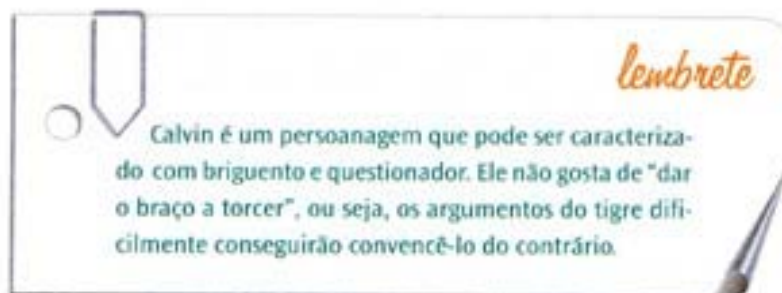 lembrete
Calvin é um persoanagem que pode ser caracteriza-
do com briguento e questionador. Ele não gosta de "dar
o braço a torcer", ou seja, os argumentos do tigre difi-
cilmente conseguirão convencê-lo do contrário.